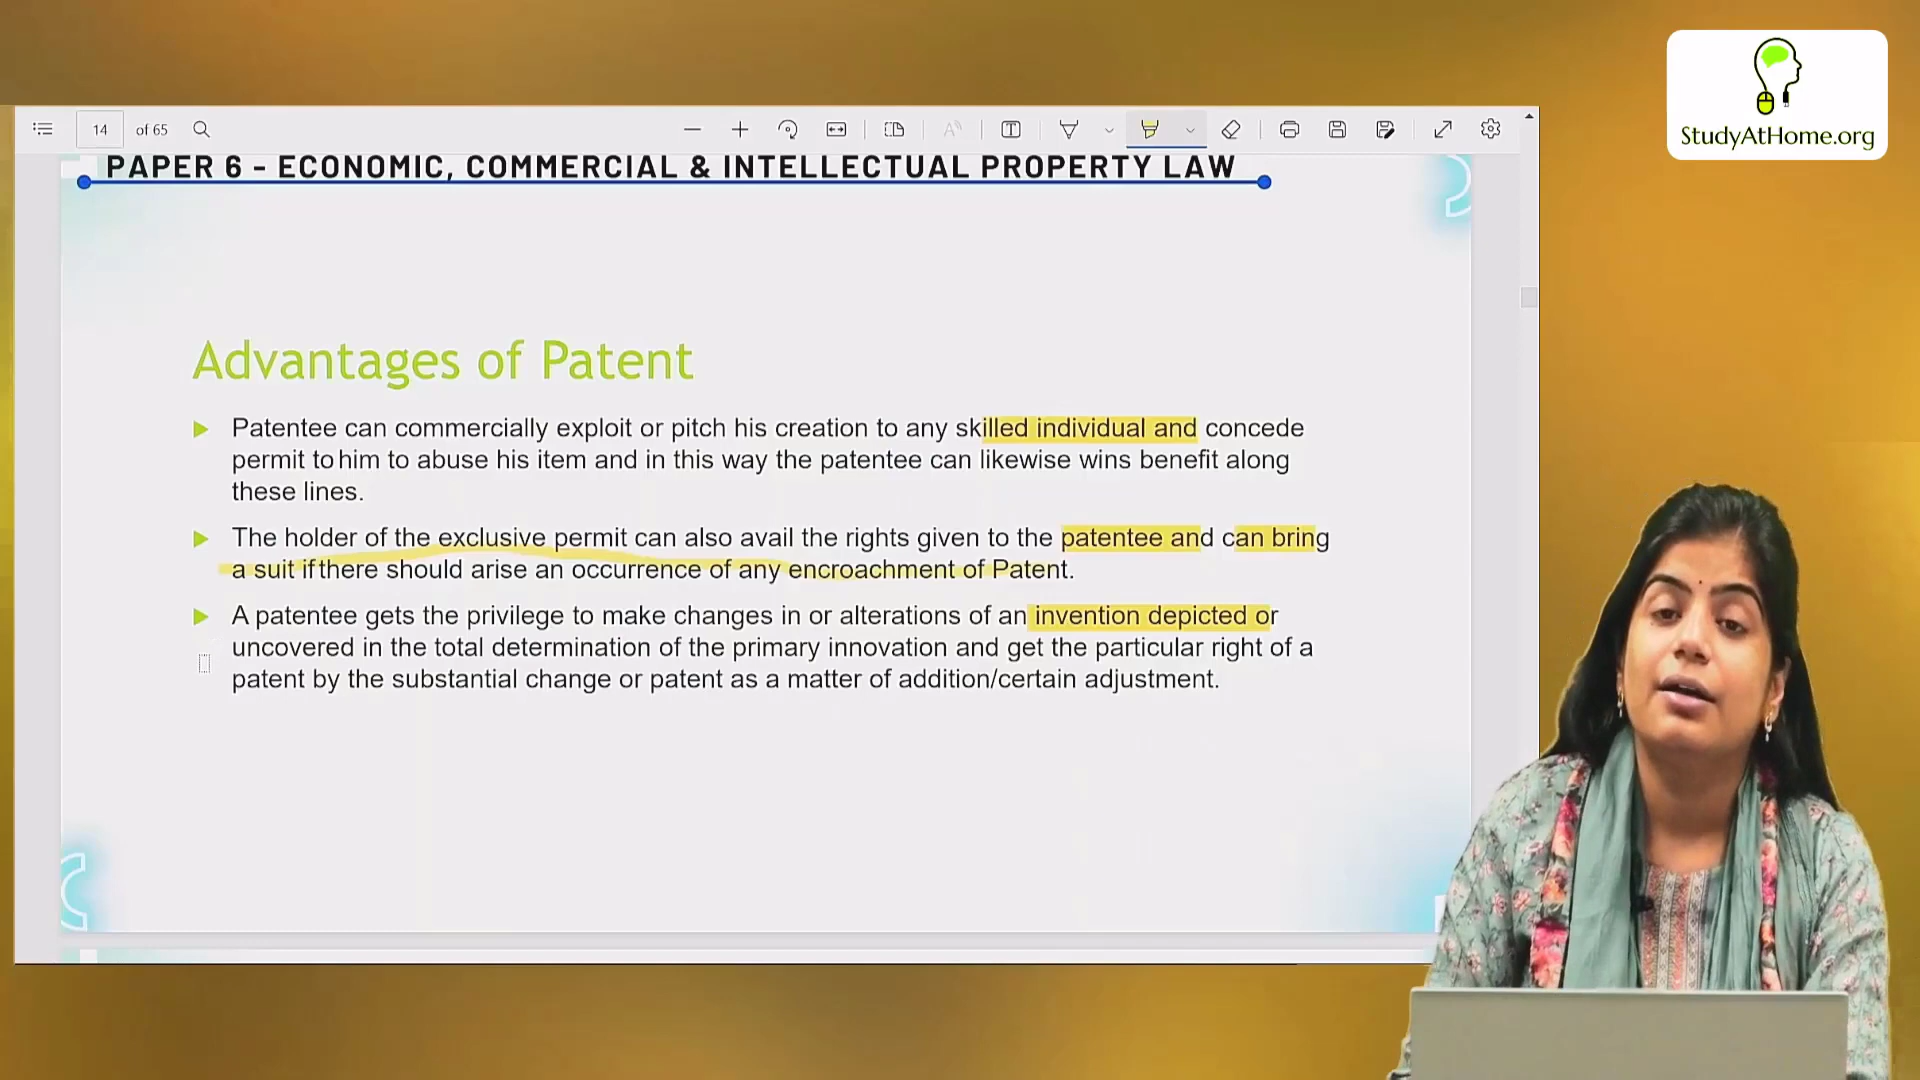 StudyAtHome.org
14 of 65
PAPER 6 - ECONOMIC, COMMERCIAL & INTELLECTUAL PROPERTY LAW
Advantages of Patent
Patentee can commercially exploit or pitch his creation to any skilled individual and concede
permit to him to abuse his item and in this way the patentee can likewise wins benefit along
these lines.
The holder of the exclusive permit can also avail the rights given to the patentee and can bring
a suit if there should arise an occurrence of any encroachment of Patent.
A patentee gets the privilege to make changes in or alterations of an invention depicted or
uncovered in the total determination of the primary innovation and get the particular right of a
patent by the substantial change or patent as a matter of addition/certain adjustment.